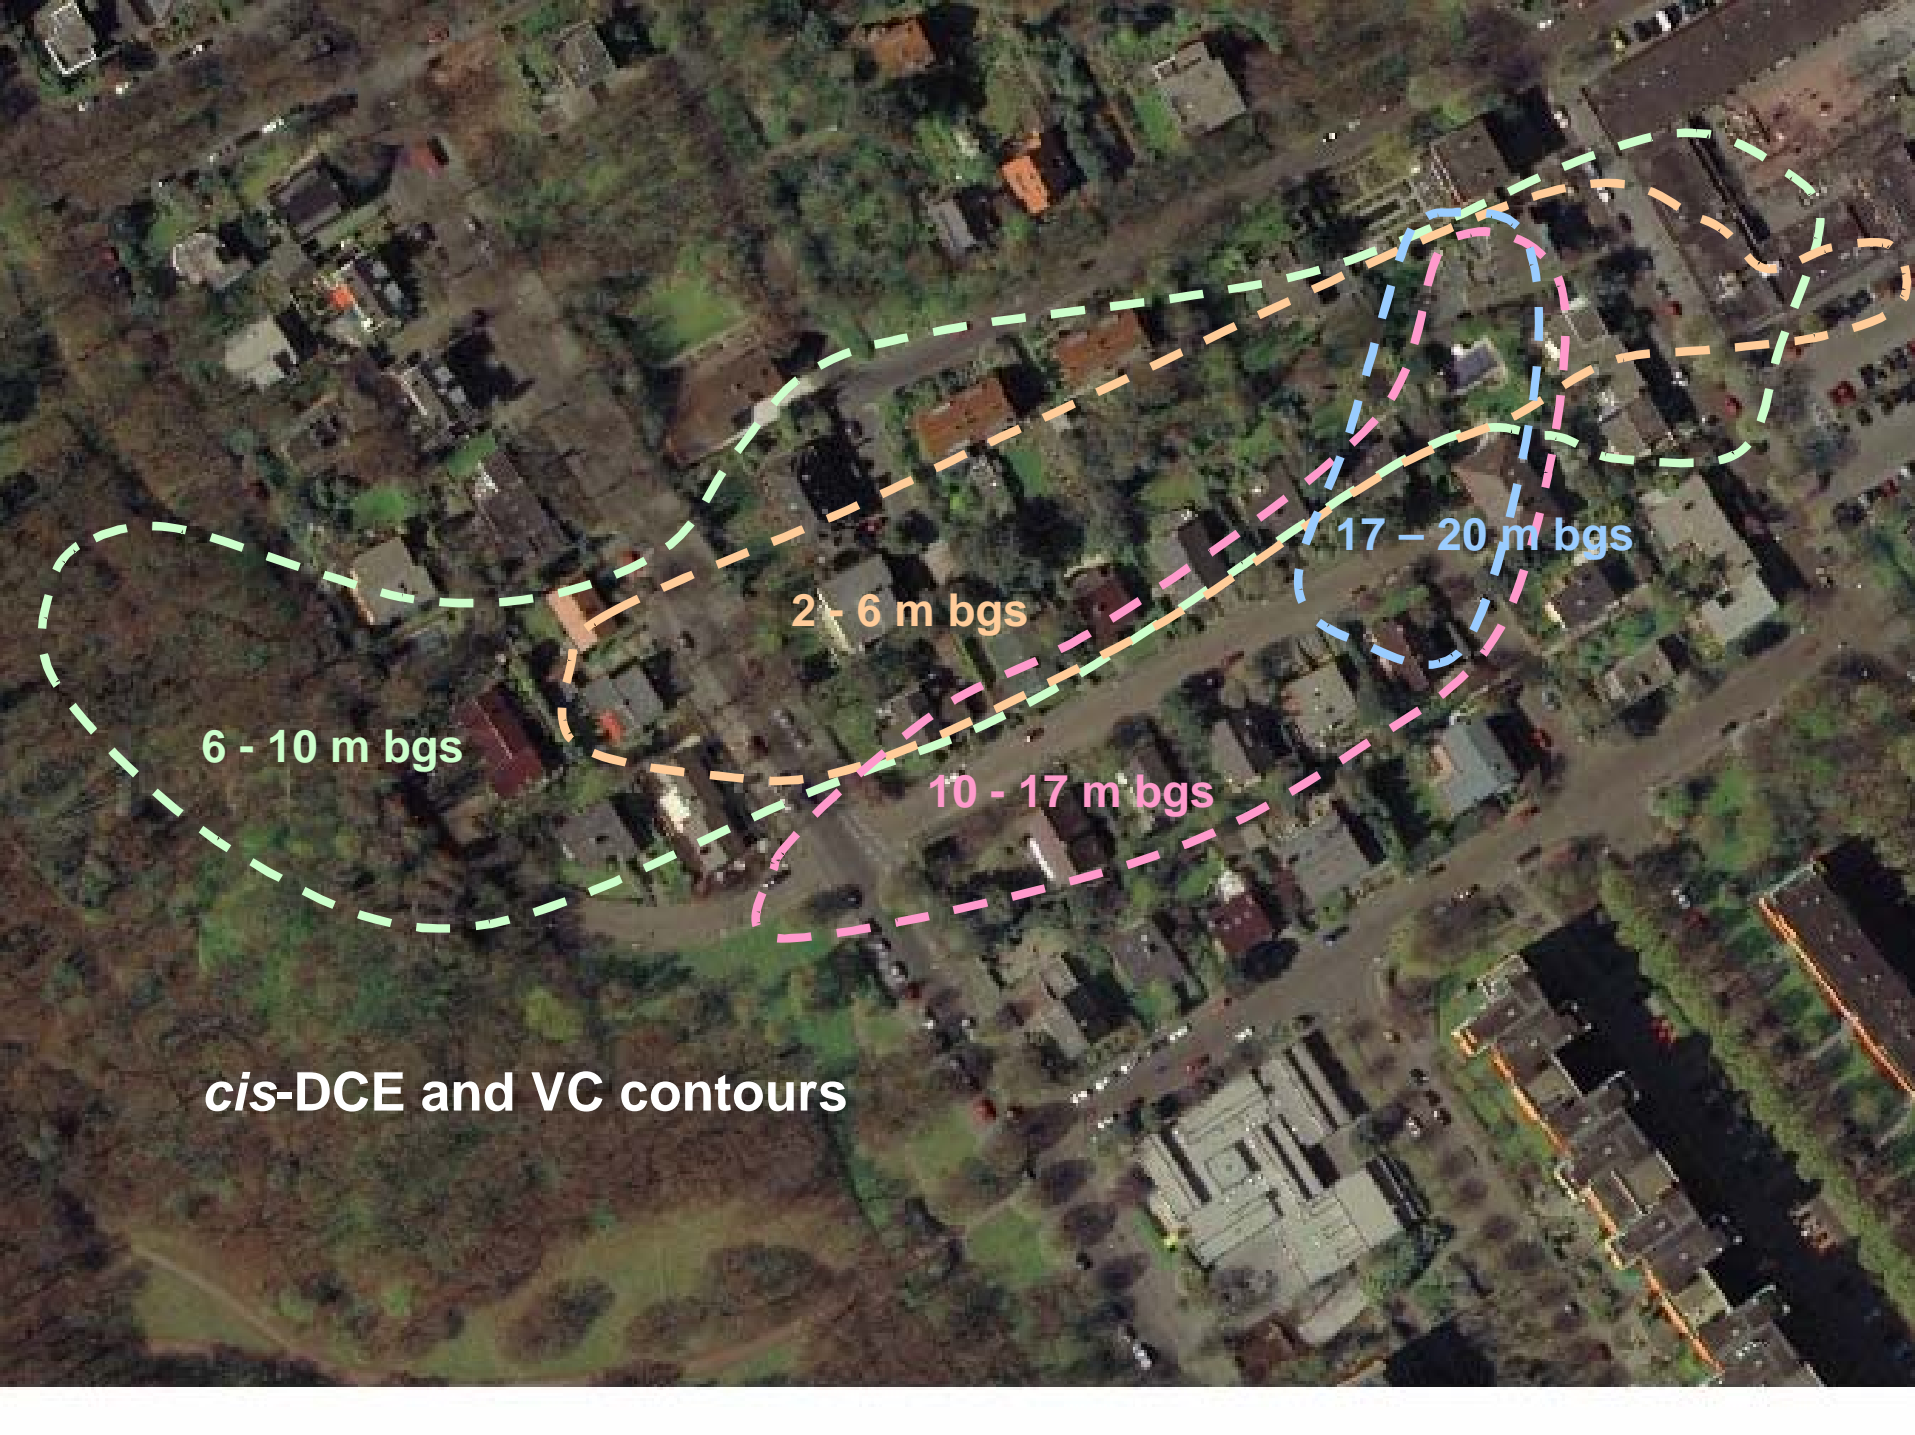 17 – 20 m bgs
2 - 6 m bgs
6 - 10 m bgs
10 - 17 m bgs
cis-DCE and VC contours